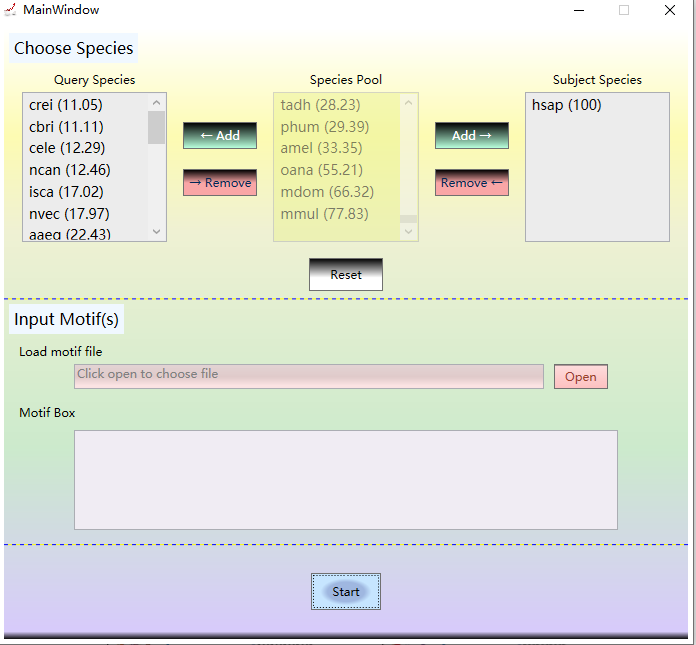 MainWindow
Choose Species
Query Species
Species Pool
Subject Species
crei (11.05)
cbri (11.11)
cele (12.29)
ncan (12.46)
isca (17.02)
nvec (17.97)
aaeg (22.43)
← Add
→ Remove
tadh (28.23)
phum (29.39)
amel (33.35)
oana (55.21)
mdom (66.32)
mmul (77.83)
Add →
Remove ←
hsap (100)
Reset
Input Motif(s)
Load motif file
Click open to choose file
Open
Motif Box
Start